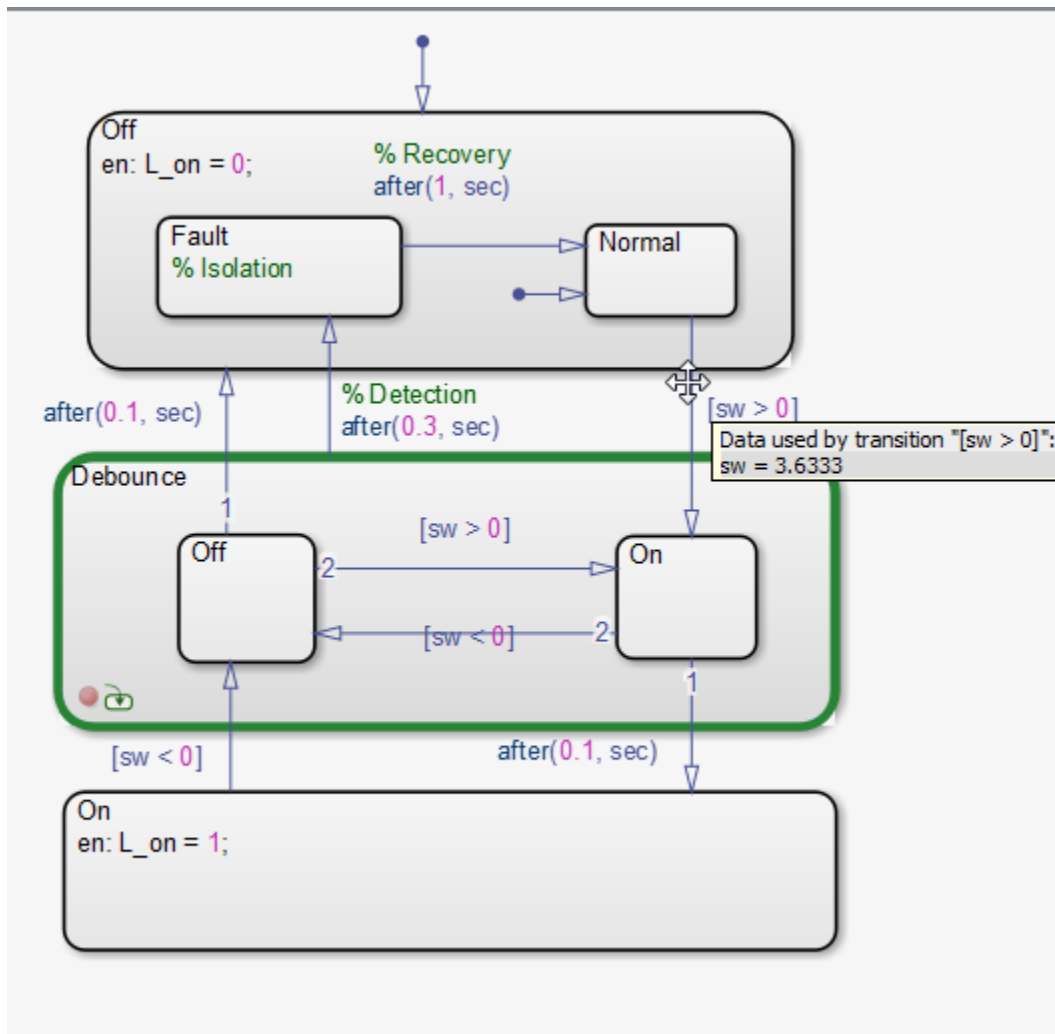 Off
en: L_on = 0;
% Recovery
after(1, sec)
Fault
% Isolation
Normal
after(0.1, sec)
% Detection
after(0.3, sec)
[sw > 0]
Data used by transition "[sw > 0]":
sw = 3.6333
Debounce
1
Off
[sw > 0]
2
On
[sw < 0]
2
1
[sw < 0]
after(0.1, sec)
On
en: L_on = 1;